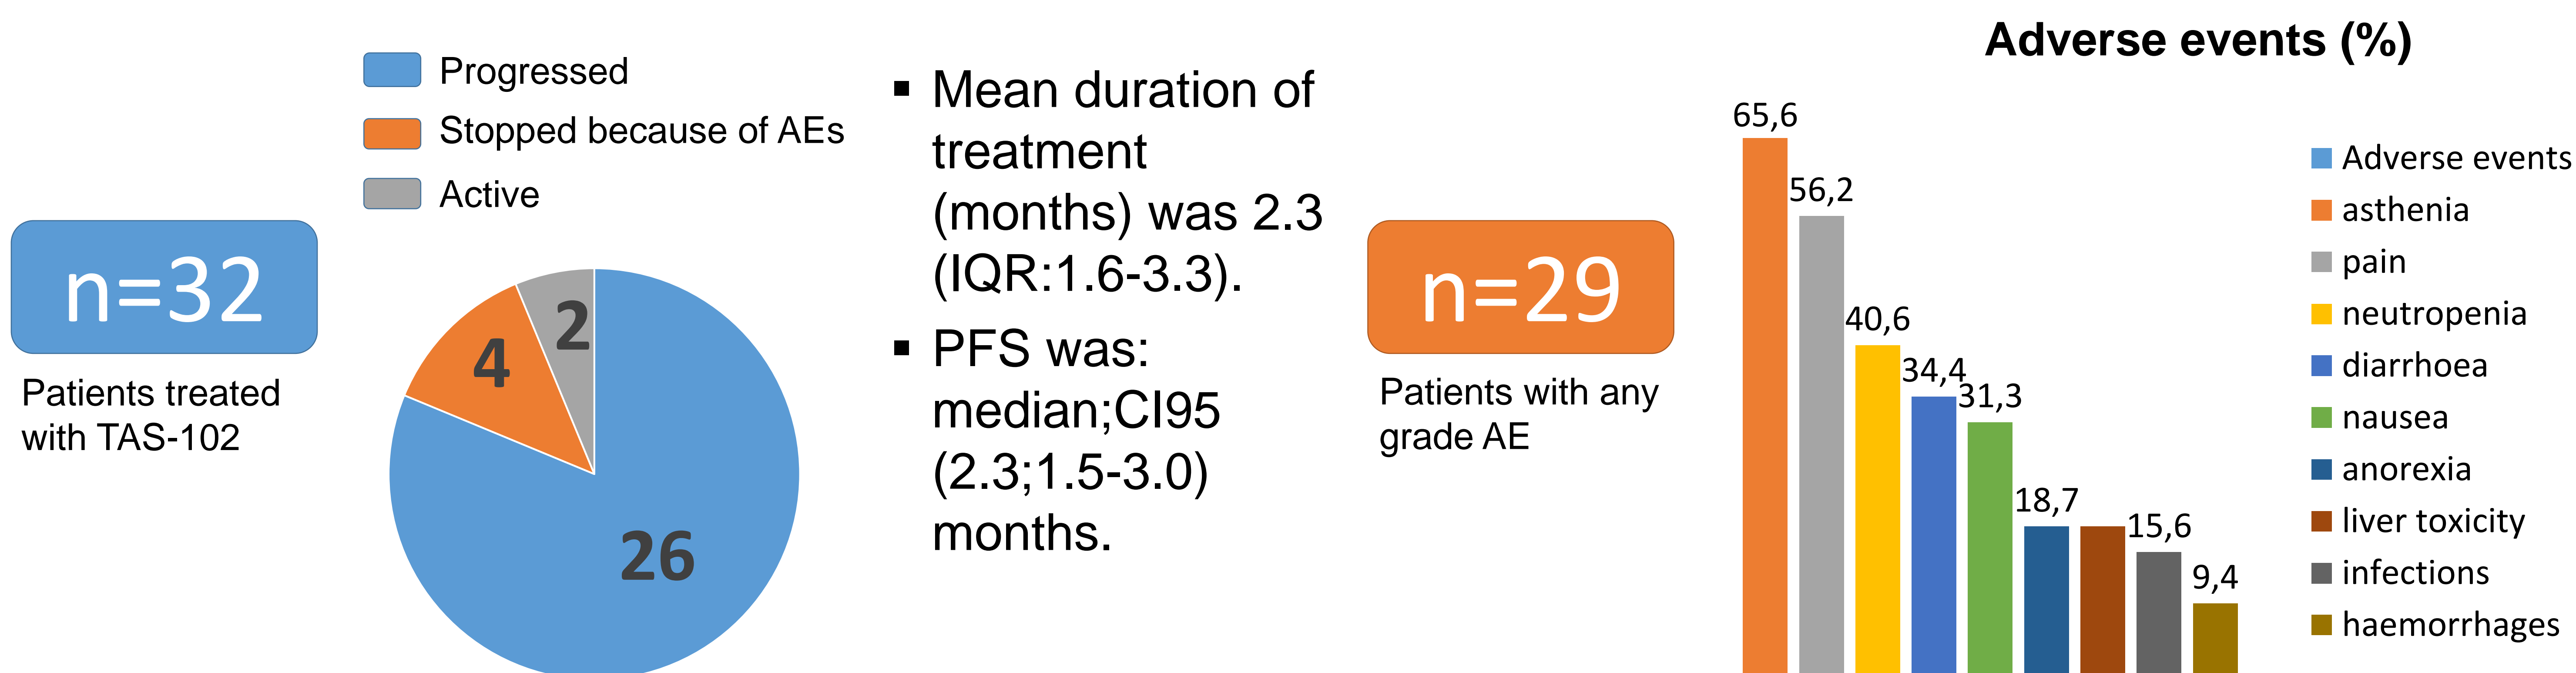 n=32
Patients treated
with TAS-102
Progressed
Stopped because of AEs
Active
26
4
2
▪ Mean duration of
treatment
(months) was 2.3
(IQR:1.6-3.3).
▪ PFS was:
median;CI95
(2.3;1.5-3.0)
months.
n=29
Patients with any
grade AE
Adverse events (%)
65,6
56,2
40,6
34,4
31,3
18,7
15,6
9,4
Adverse events
asthenia
pain
neutropenia
diarrhoea
nausea
anorexia
liver toxicity
infections
haemorrhages